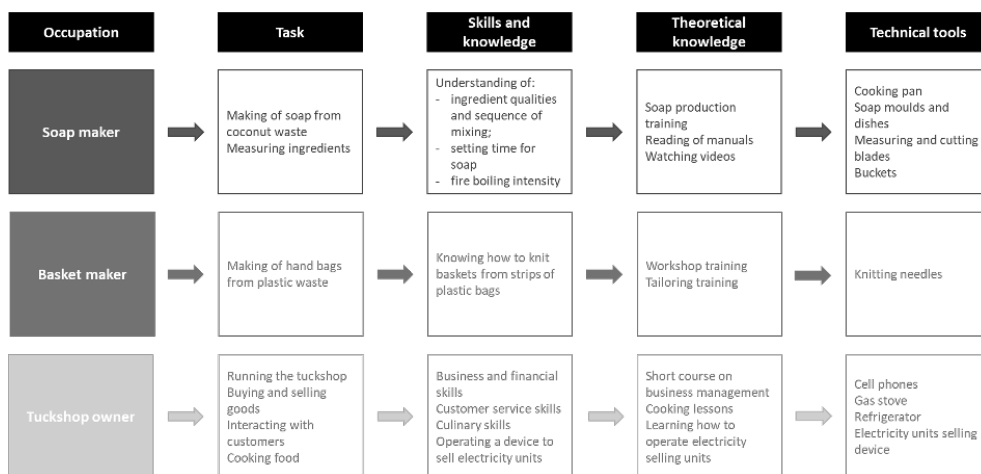 Occupation
Task
Skills and
knowledge
Theoretical
knowledge
Technical tools
Soap maker
Making of soap from
coconut waste
Measuring ingredients
Understanding of:
- ingredient qualities
and sequence of
mixing;
- setting time for
soap
- fire boiling intensity
Soap production
training
Reading of manuals
Watching videos
Cooking pan
Soap moulds and
dishes
Measuring and cutting
blades
Buckets
Basket maker
Making of hand bags
from plastic waste
Knowing how to knit
baskets from strips of
plastic bags
Workshop training
Tailoring training
Knitting needles
Tuckshop owner
Running the tuckshop
Buying and selling
goods
Interacting with
customers
Cooking food
Business and financial
skills
Customer service skills
Culinary skills
Operating a device to
sell electricity units
Short course on
business management
Cooking lessons
Learning how to
operate electricity
selling units
Cell phones
Gas stove
Refrigerator
Electricity units selling
device